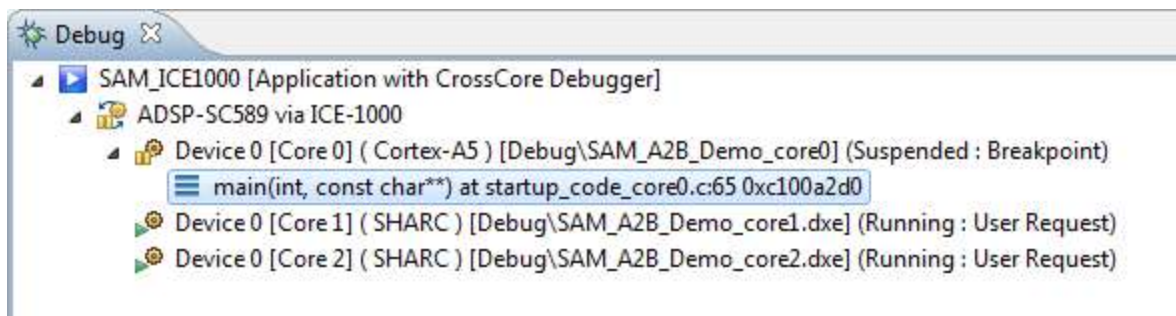 Debug
SAM_ICE1000 [Application with CrossCore Debugger]
ADSP-SC589 via ICE-1000
Device 0 [Core 0] ( Cortex-A5 ) [Debug\SAM_A2B_Demo_core0] (Suspended : Breakpoint)
main(int, const char**) at startup_code_core0.c:65 0xc100a2d0
Device 0 [Core 1] ( SHARC ) [Debug\SAM_A2B_Demo_core1.dxe] (Running : User Request)
Device 0 [Core 2] ( SHARC ) [Debug\SAM_A2B_Demo_core2.dxe] (Running : User Request)